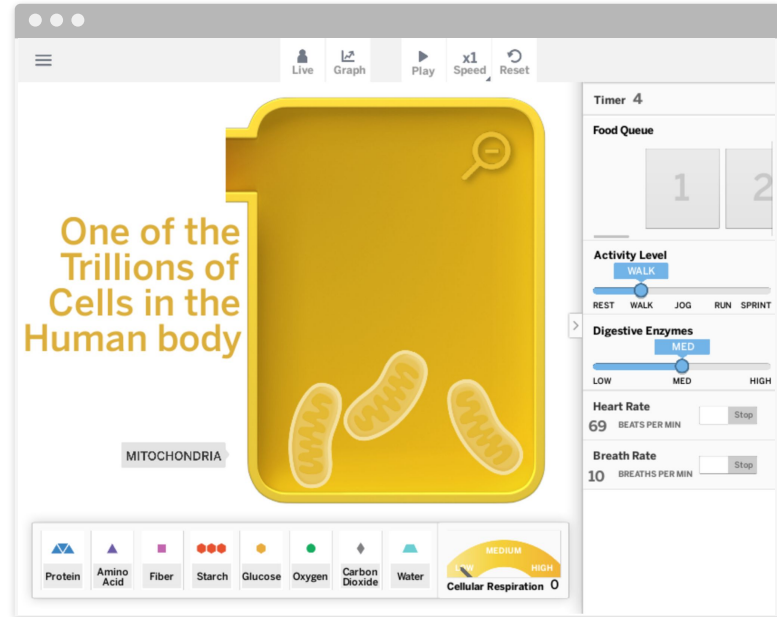 Live
Graph
Play
x1
Speed
Reset
Timer 4
Food Queue
1
2
One of the
Trillions of
Cells in the
Human body
Activity Level
WALK
REST WALK JOG RUN SPRINT
Digestive Enzymes
MED
LOW MED HIGH
Heart Rate
69 BEATS PER MIN
Stop
Breath Rate
10 BREATHS PER MIN
Stop
MITOCHONDRIA
Protein
Amino
Acid
Fiber
Starch
Glucose
Oxygen
Carbon
Dioxide
Water
MEDIUM
LOW HIGH
Cellular Respiration 0